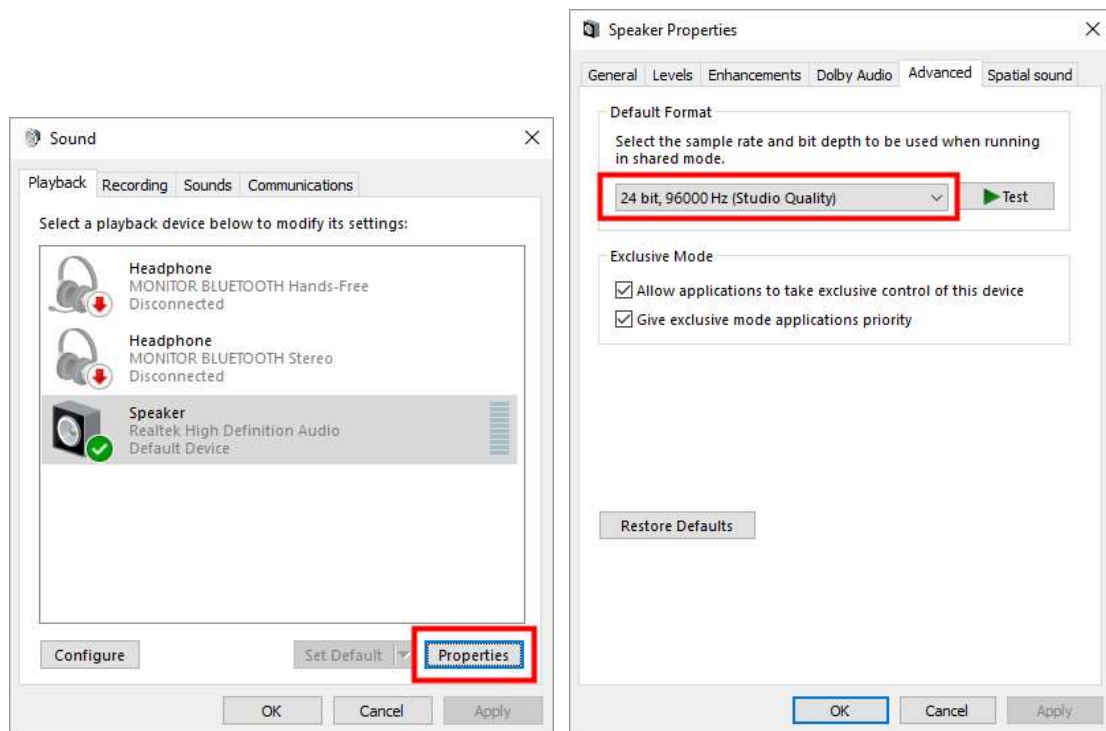 Sound
Playback Recording Sounds Communications
Select a playback device below to modify its settings:
Headphone
MONITOR BLUETOOTH Hands-Free
Disconnected
Headphone
MONITOR BLUETOOTH Stereo
Disconnected
Speaker
Realtek High Definition Audio
Default Device
Configure Set Default Properties
OK Cancel Apply
Speaker Properties
General Levels Enhancements Dolby Audio Advanced Spatial sound
Default Format
Select the sample rate and bit depth to be used when running
in shared mode.
24 bit, 96000 Hz (Studio Quality) Test
Exclusive Mode
Allow applications to take exclusive control of this device
Give exclusive mode applications priority
Restore Defaults
OK Cancel Apply